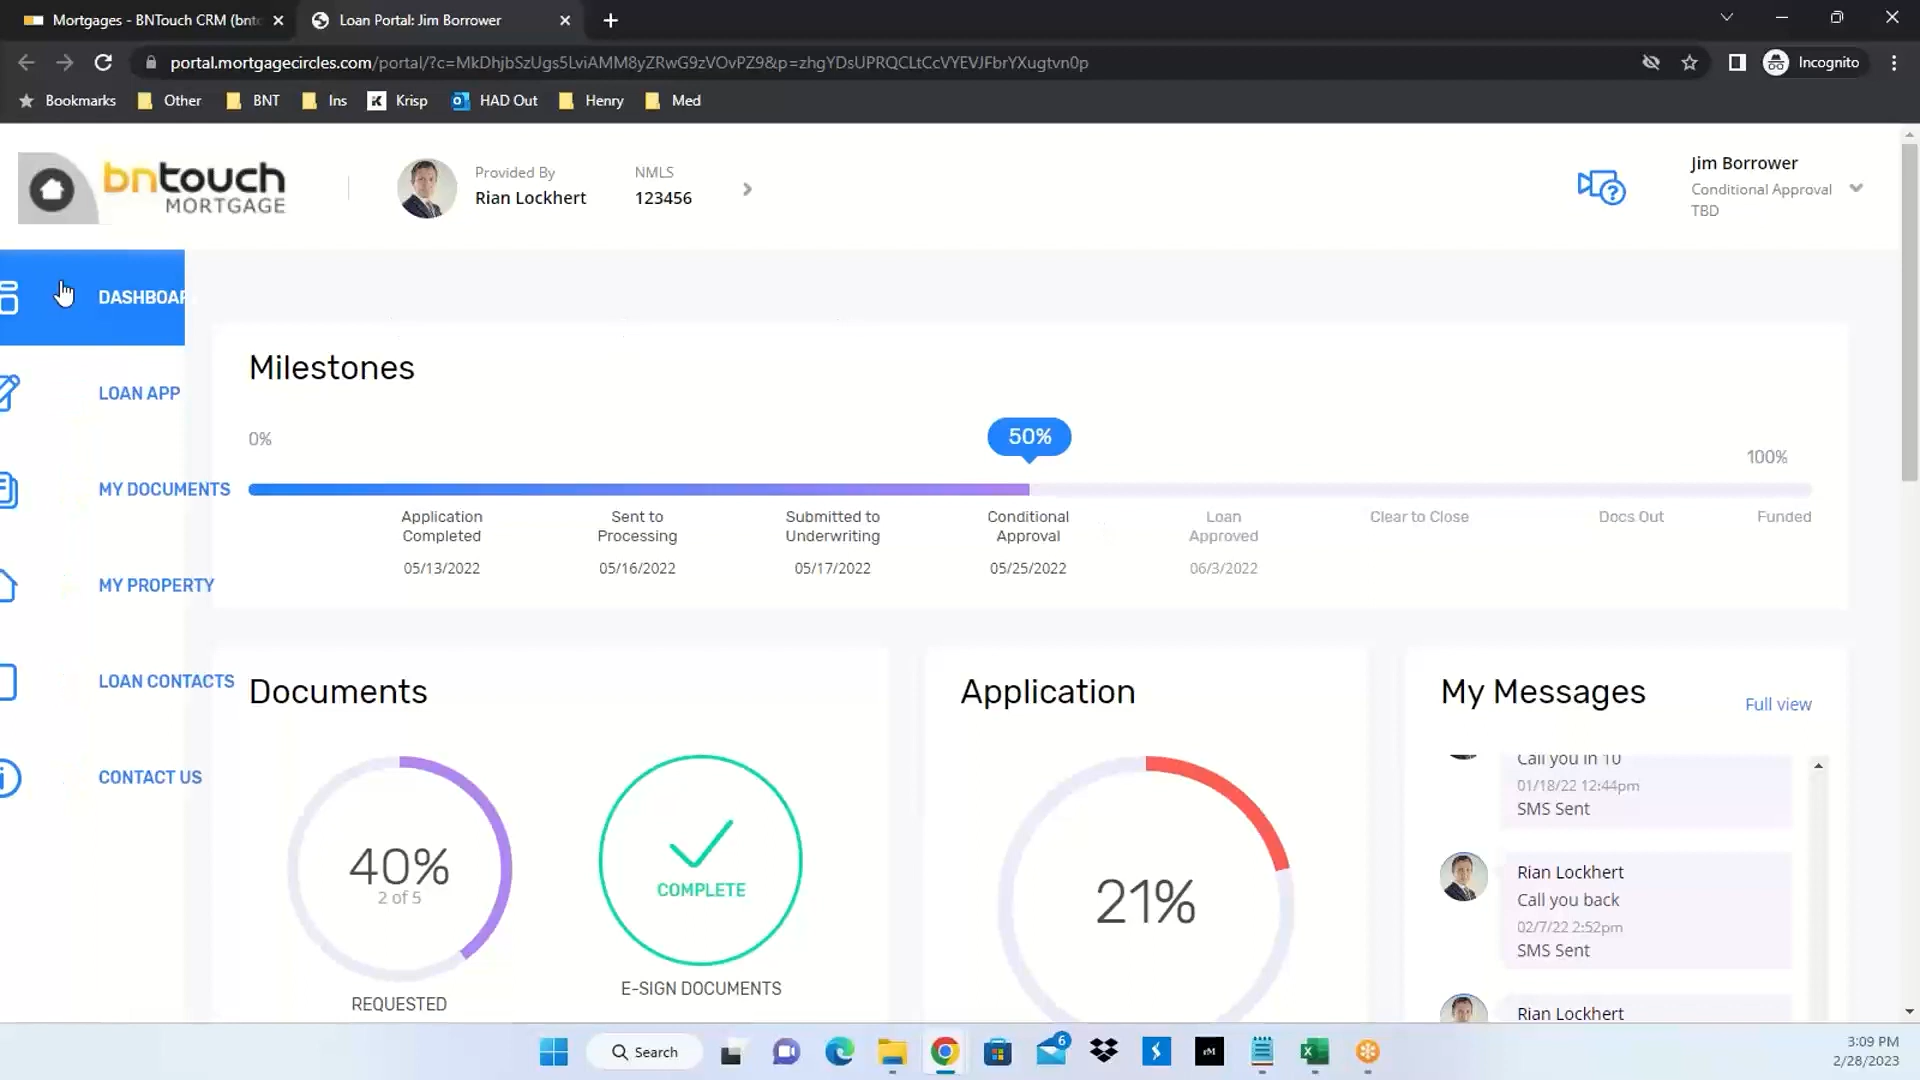 Mortgages - BNTouch CRM (bnt
Loan Portal: Jim Borrower
portal.mortgagecircles.com/portal/?c=MkDhjbSzUgs5LviAMM8yZRwG9zVOvPZ9&p=zhgYDsUPRQCLtCcVYEVJFbrYXugtvn0p
Incognito
Bookmarks
Other
BNT
Ins
Krisp
HAD Out
Henry
Med
bntouch
MORTGAGE
Provided By
Rian Lockhert
NMLS
123456
Jim Borrower
Conditional Approval
TBD
DASHBOAR
LOAN APP
MY DOCUMENTS
MY PROPERTY
LOAN CONTACTS
CONTACT US
Milestones
0%
50%
100%
Application
Completed
05/13/2022
Sent to
Processing
05/16/2022
Submitted to
Underwriting
05/17/2022
Conditional
Approval
05/25/2022
Loan
Approved
06/3/2022
Clear to Close
Docs Out
Funded
Documents
40%
2 of 5
REQUESTED
COMPLETE
E-SIGN DOCUMENTS
Application
21%
My Messages
Full view
Call you in 10
01/18/22 12:44pm
SMS Sent
Rian Lockhert
Call you back
02/7/22 2:52pm
SMS Sent
Rian Lockhert
Search
6
3:09 PM
2/28/2023